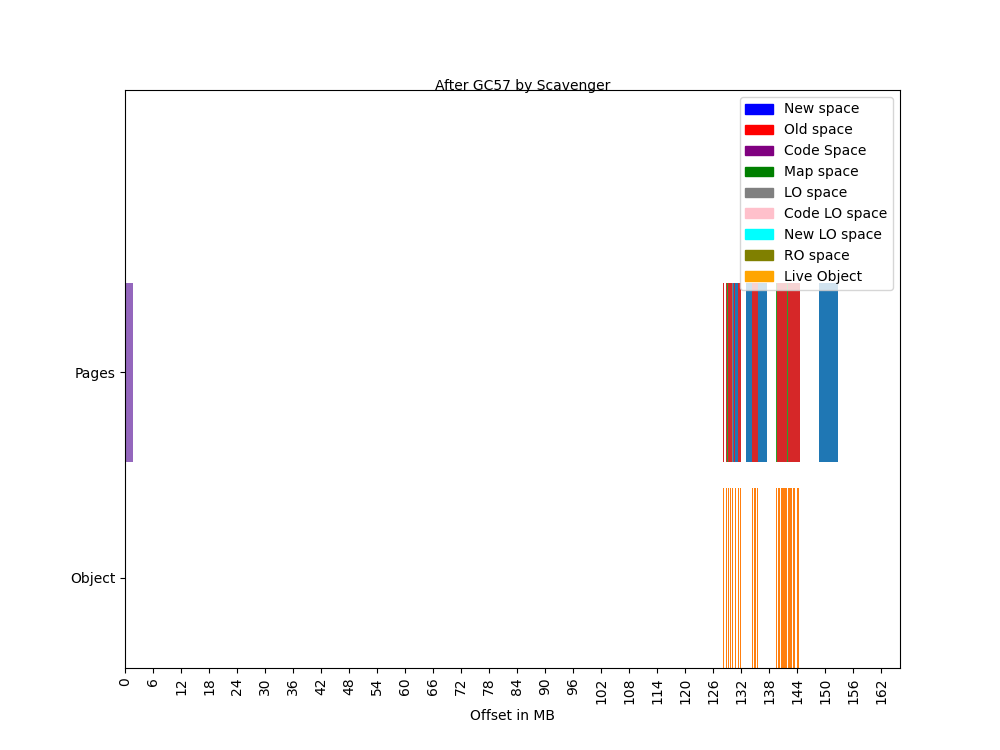 After GC57 by Scavenger
New space
Old space
Code Space
Map space
LO space
Code LO space
New LO space
RO space
Live Object
Pages
Object
0 6 12 18 24 30 36 42 48 54 60 66 72 78 84 90 96 102 108 114 120 126 132 138 144 150 156 162
Offset in MB